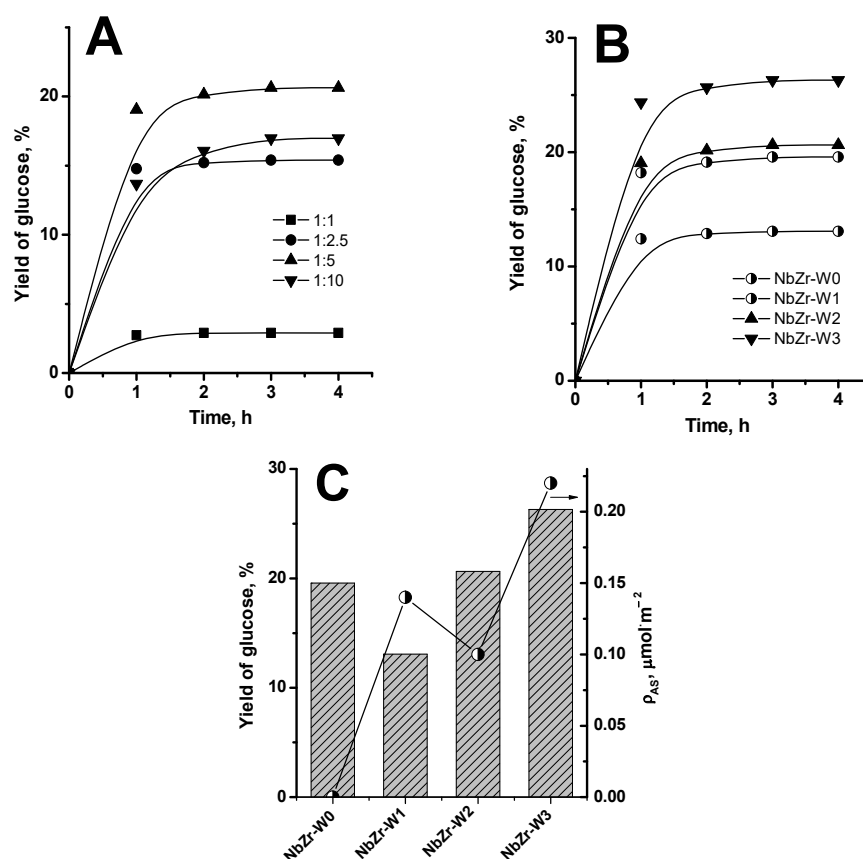 A
Yield of glucose, %
20
10
0
0 1 2 3 4
Time, h
1:1
1:2.5
1:5
1:10
B
Yield of glucose, %
30
20
10
0
0 1 2 3 4
Time, h
NbZr-W0
NbZr-W1
NbZr-W2
NbZr-W3
C
Yield of glucose, %
30
20
10
0
NbZr-W0
NbZr-W1
NbZr-W2
NbZr-W3
0.20
0.15
0.10
0.05
0.00
ρAS, μmol·m−2